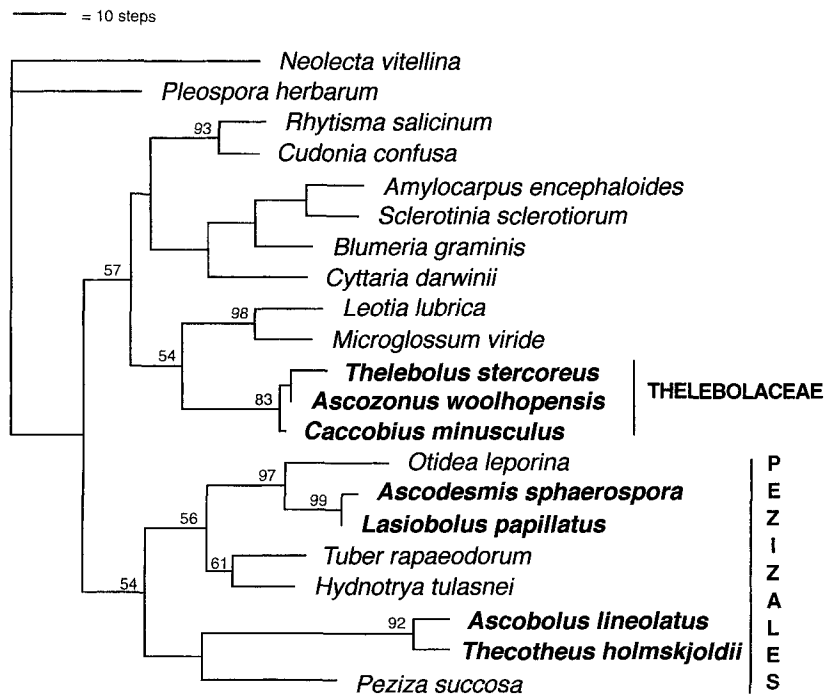 = 10 steps
Neolecta vitellina
Pleospora herbarum
93 Rhytisma salicinum
Cudonia confusa
Amylocarpus encephaloides
Sclerotinia sclerotiorum
Blumeria graminis
57 Cyttaria darwinii
98 Leotia lubrica
Microglossum viride
54 Thelebolus stercoreus
83 Ascozonus woolhopensis THELEBOLACEAE
Caccobius minusculus
97 Otidea leporina
99 Ascodesmis sphaerospora
56 Lasiobolus papillatus
61 Tuber rapaeodorum
54 Hydnotrya tulasnei
92 Ascobolus lineolatus
Thecotheus holmskjoldii
Peziza succosa
PEZIZALES